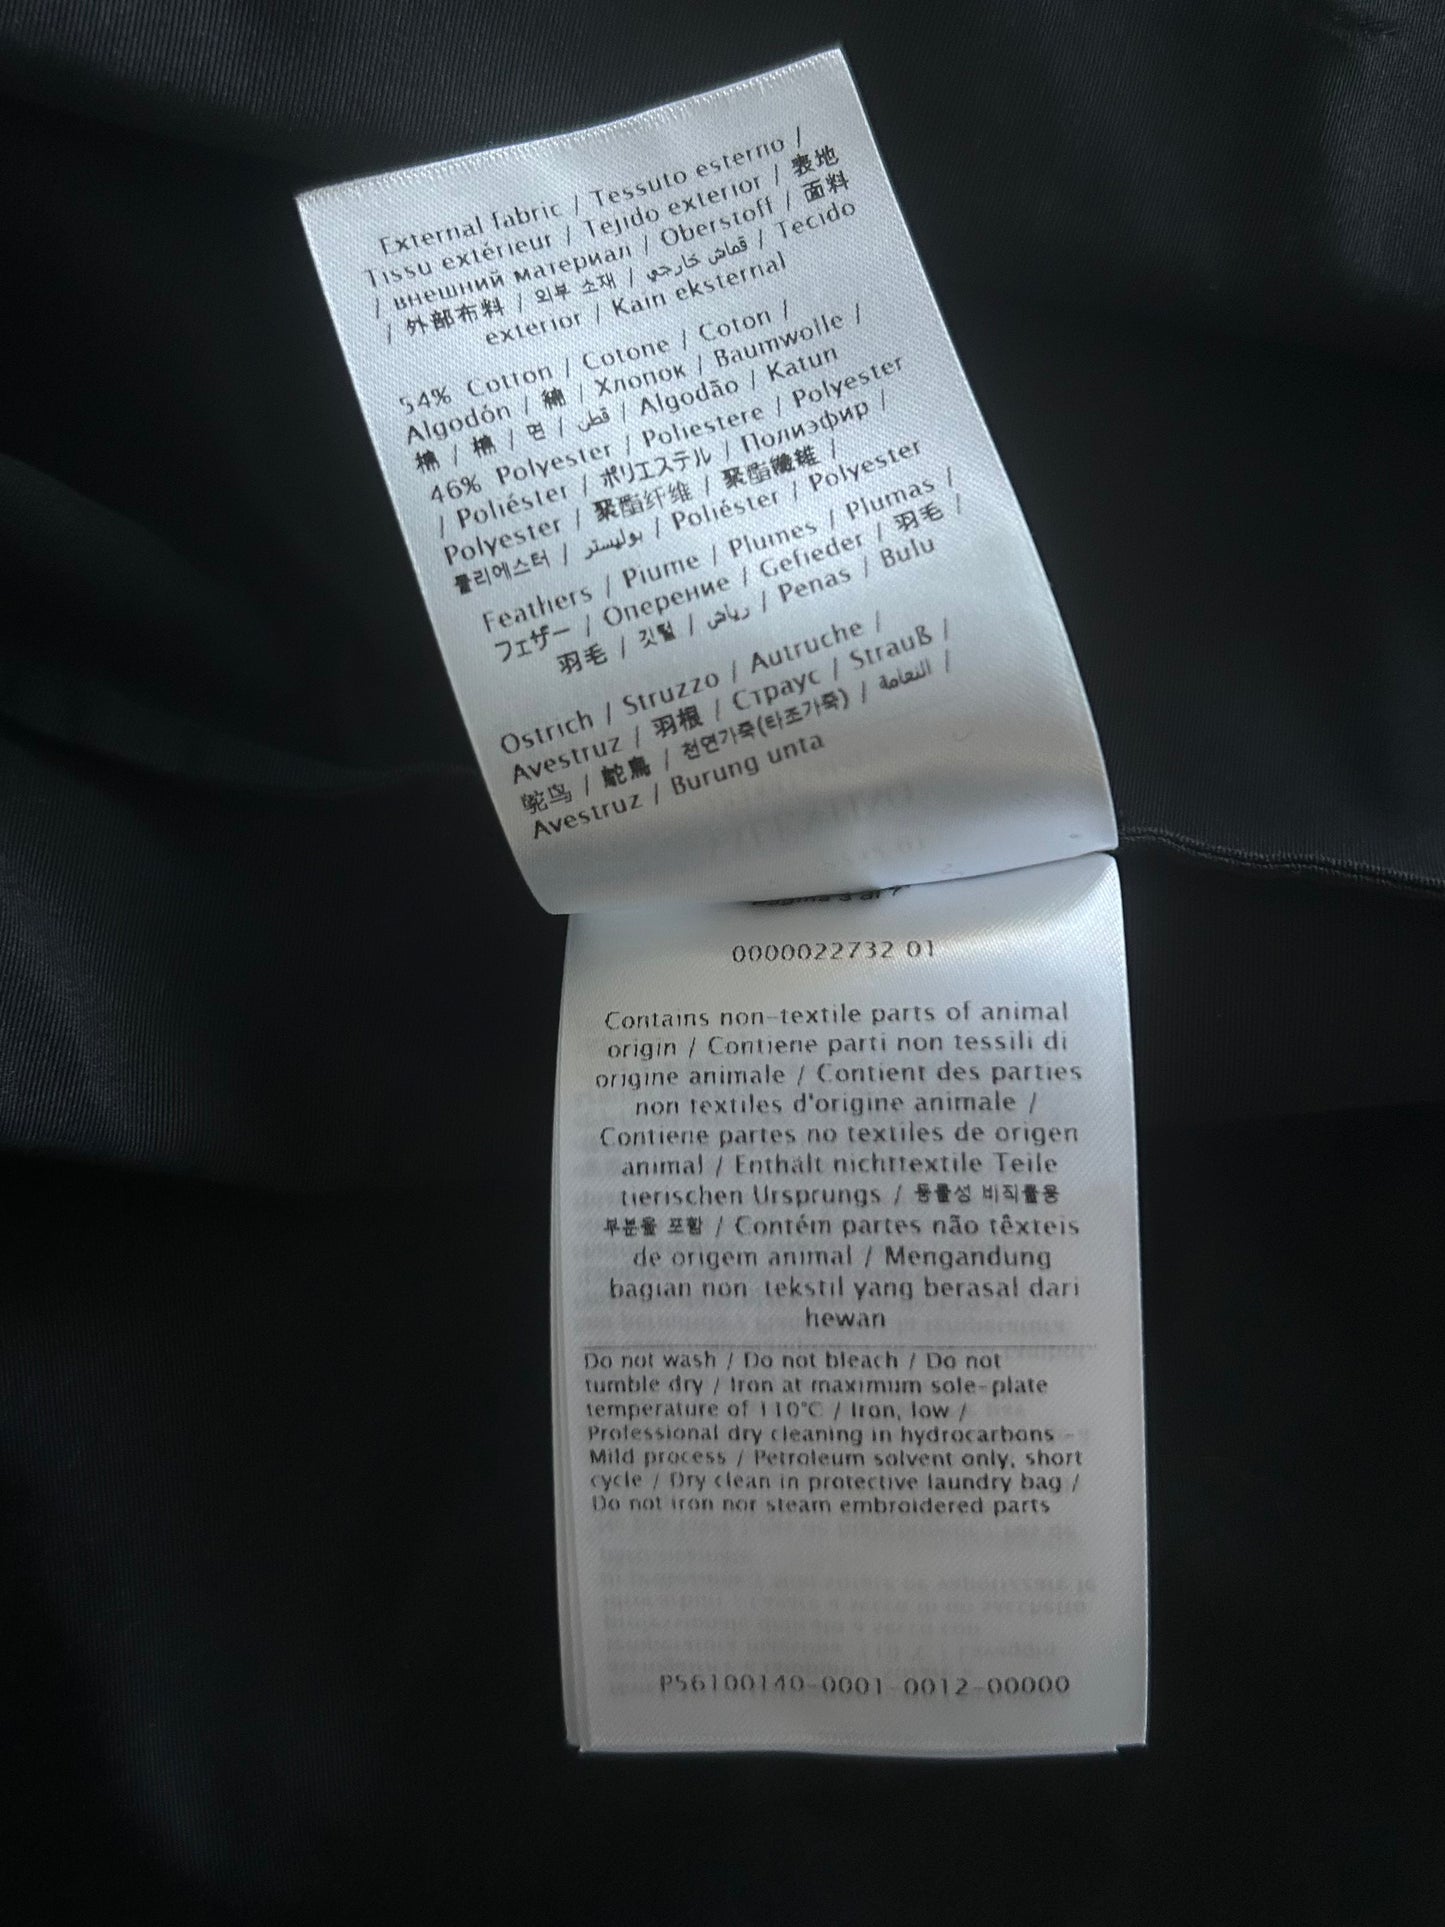 External fabric / Tessuto esterno /
Tissu extérieur / Tejido exterior / 表地
/ внешний материал / Oberstoff / 面料
/ 外部布料 / 외부 소재 / قماش خارجي / Tecido
exterior / Kain eksternal
54% Cotton / Cotone / Coton /
Algodón / 綿 / Хлопок / Baumwolle /
棉 / 棉 / 면 / قطن / Algodão / Katun
46% Polyester / Poliestere / Polyester
/ Poliéster / ポリエステル / Полиэфир /
Polyester / 聚酯纤维 / 聚酯纖維 /
폴리에스터 / بوليستر / Poliéster / Polyester
Feathers / Piume / Plumes / Plumas /
フェザー / Оперение / Gefieder / 羽毛 /
羽毛 / 깃털 / رياش / Penas / Bulu
Ostrich / Struzzo / Autruche /
Avestruz / 羽根 / Страус / Strauß /
鸵鸟 / 鴕鳥 / 천연가죽(타조가죽) / النعامة /
Avestruz / Burung unta
0000022732 01
Contains non-textile parts of animal
origin / Contiene parti non tessili di
origine animale / Contient des parties
non textiles d'origine animale /
Contiene partes no textiles de origen
animal / Enthält nichttextile Teile
tierischen Ursprungs / 동물성 비직물용
부분을 포함 / Contém partes não têxteis
de origem animal / Mengandung
bagian non tekstil yang berasal dari
hewan
Do not wash / Do not bleach / Do not
tumble dry / Iron at maximum sole-plate
temperature of 110°C / Iron, low /
Professional dry cleaning in hydrocarbons -
Mild process / Petroleum solvent only, short
cycle / Dry clean in protective laundry bag /
Do not iron nor steam embroidered parts
P56100140-0001-0012-00000